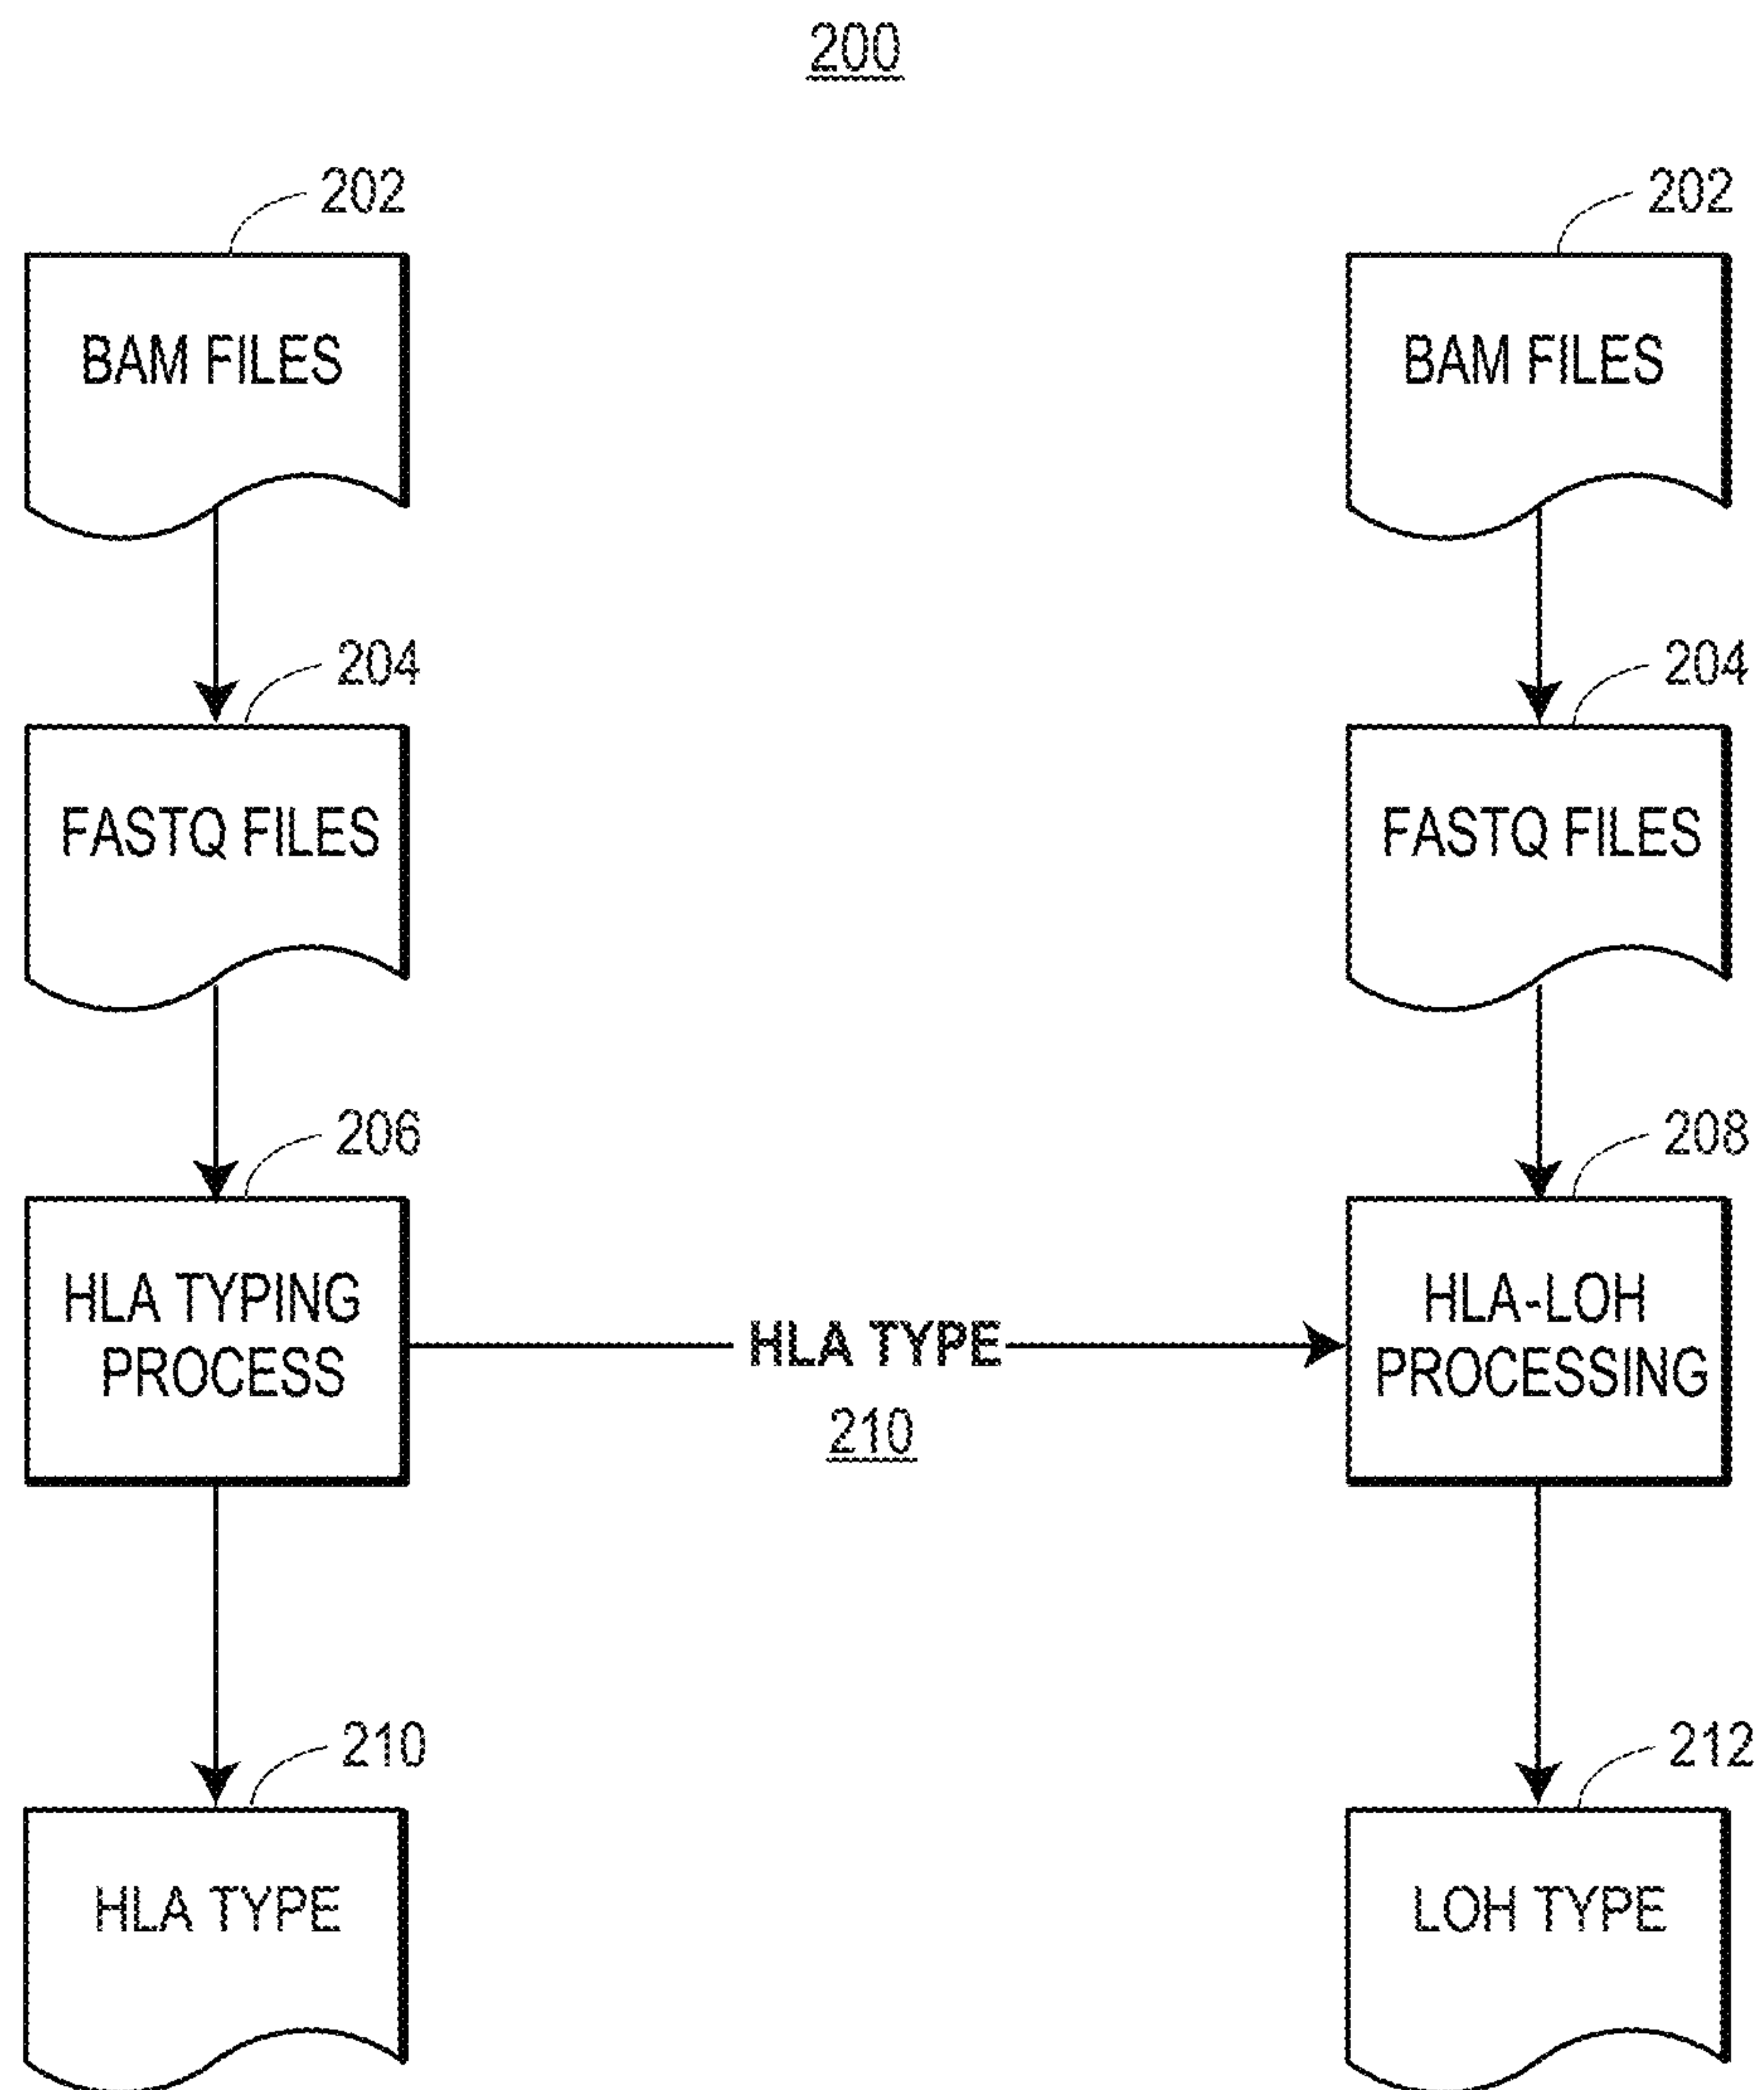 200
202
202
BAM FILES
BAM FILES
204
204
FASTQ FILES
FASTQ FILES
206
208
HLA TYPING
PROCESS
HLA TYPE
210
HLA-LOH
PROCESSING
210
212
HLA TYPE
LOH TYPE